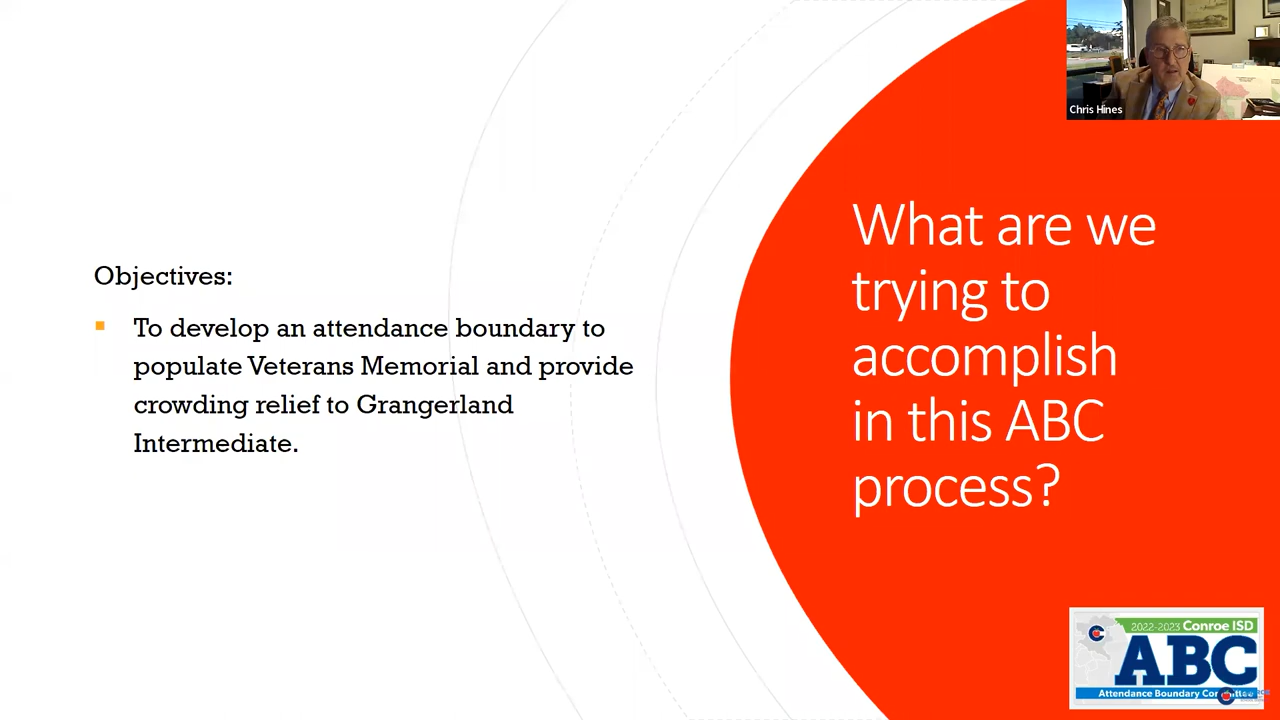 Chris Hines
What are we
trying to
accomplish
in this ABC
process?
Objectives:
To develop an attendance boundary to
populate Veterans Memorial and provide
crowding relief to Grangerland
Intermediate.
2022-2023 Conroe ISD
ABC
Attendance Boundary Committee